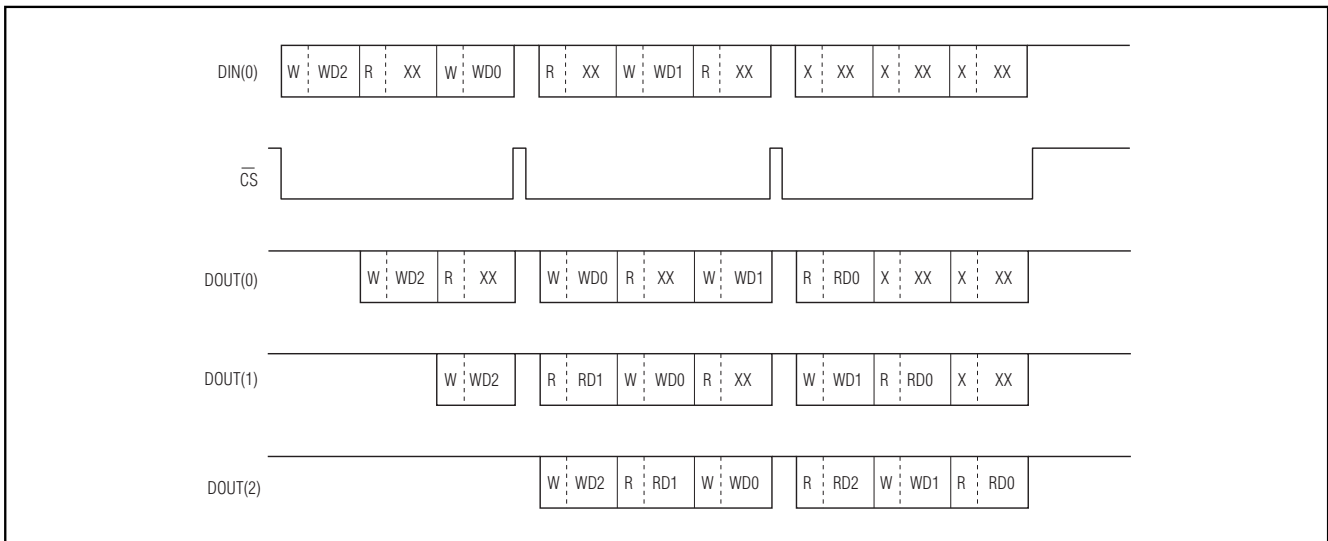 DIN(0) W WD2 R XX W WD0 R XX W WD1 R XX X XX X XX X XX
CS
DOUT(0) W WD2 R XX W WD0 R XX W WD1 R RD0 X XX X XX
DOUT(1) W WD2 R RD1 W WD0 R XX W WD1 R RD0 X XX
DOUT(2) W WD2 R RD1 W WD0 R RD2 W WD1 R RD0